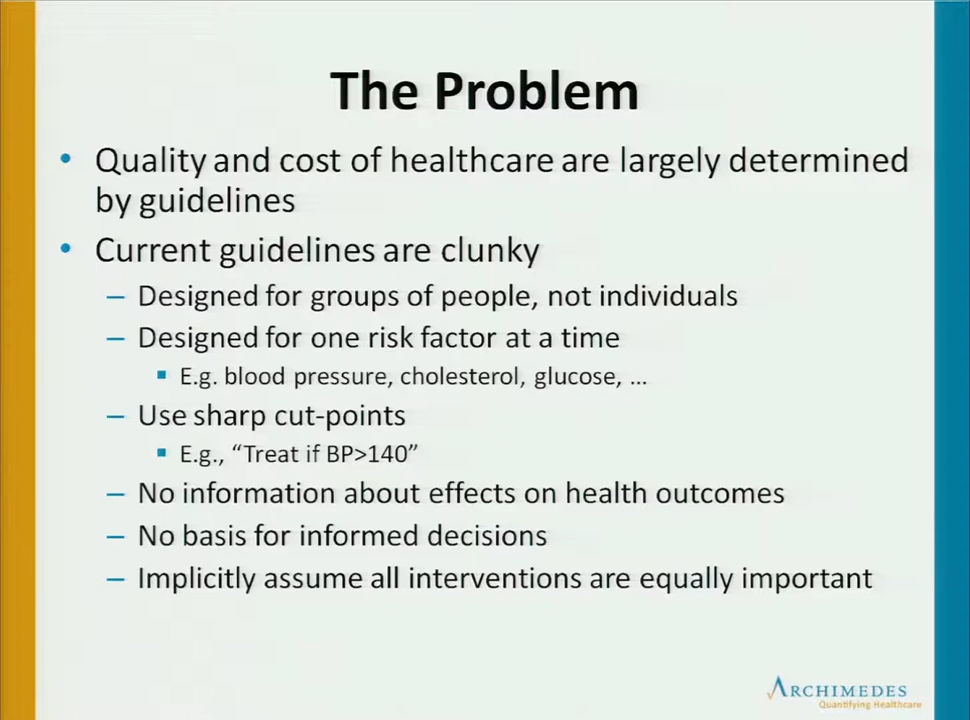 The Problem
• Quality and cost of healthcare are largely determined
by guidelines
• Current guidelines are clunky
– Designed for groups of people, not individuals
– Designed for one risk factor at a time
▪ E.g. blood pressure, cholesterol, glucose, ...
– Use sharp cut-points
▪ E.g., “Treat if BP>140”
– No information about effects on health outcomes
– No basis for informed decisions
– Implicitly assume all interventions are equally important
ARCHIMEDES
Quantifying Healthcare